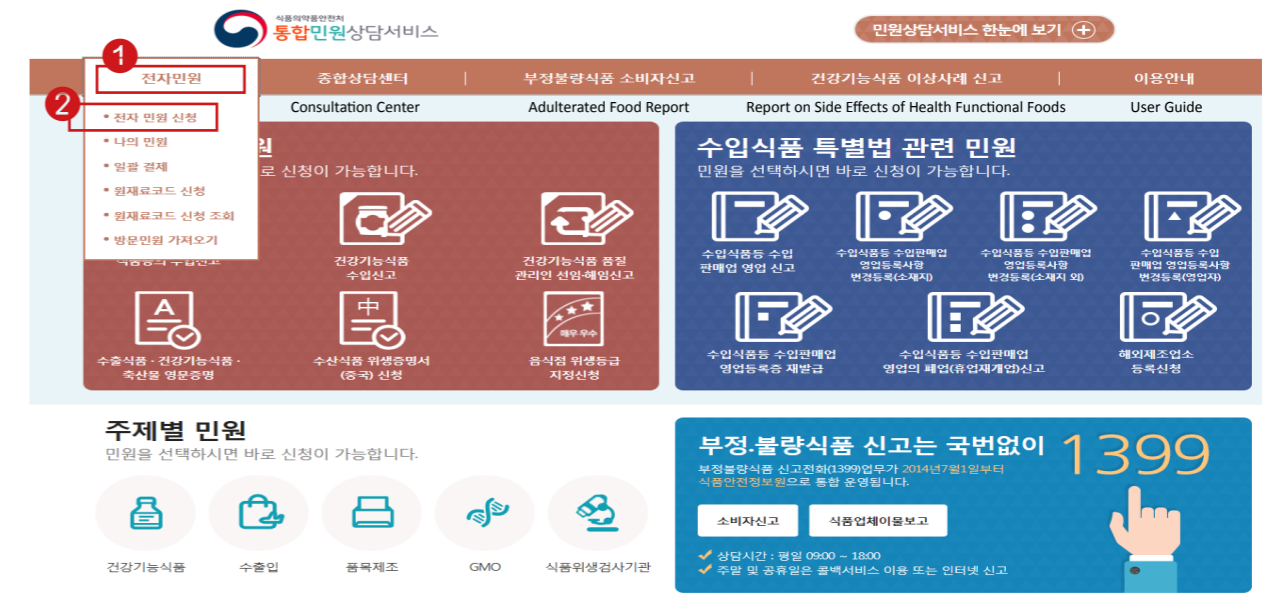 식품의약품안전처
통합민원상담서비스
민원상담서비스 한눈에 보기
1
전자민원
종합상담센터
부정불량식품 소비자신고
건강기능식품 이상사례 신고
이용안내
2
Consultation Center
Adulterated Food Report
Report on Side Effects of Health Functional Foods
User Guide
• 전자 민원 신청
• 나의 민원
• 일괄 결제
• 원재료코드 신청
• 원재료코드 신청 조회
• 방문민원 가져오기
원
로 신청이 가능합니다.
식품등의 수입신고
건강기능식품
수입신고
건강기능식품 품질
관리인 선임·해임신고
A
수출식품 · 건강기능식품 ·
축산물 영문증명
中
수산식품 위생증명서
(중국) 신청
매우 우수
음식점 위생등급
지정신청
수입식품 특별법 관련 민원
민원을 선택하시면 바로 신청이 가능합니다.
수입식품등 수입
판매업 영업 신고
수입식품등 수입판매업
영업등록사항
변경등록(소재지)
수입식품등 수입판매업
영업등록사항
변경등록(소재지 외)
수입식품등 수입
판매업 영업등록사항
변경등록(영업자)
수입식품등 수입판매업
영업등록증 재발급
수입식품등 수입판매업
영업의 폐업(휴업재개업)신고
해외제조업소
등록신청
주제별 민원
민원을 선택하시면 바로 신청이 가능합니다.
건강기능식품
수출입
품목제조
GMO
식품위생검사기관
부정.불량식품 신고는 국번없이
1399
부정불량식품 신고전화(1399)업무가 2014년7월1일부터
식품안전정보원으로 통합 운영됩니다.
소비자신고
식품업체이물보고
상담시간 : 평일 09:00 ~ 18:00
주말 및 공휴일은 콜백서비스 이용 또는 인터넷 신고